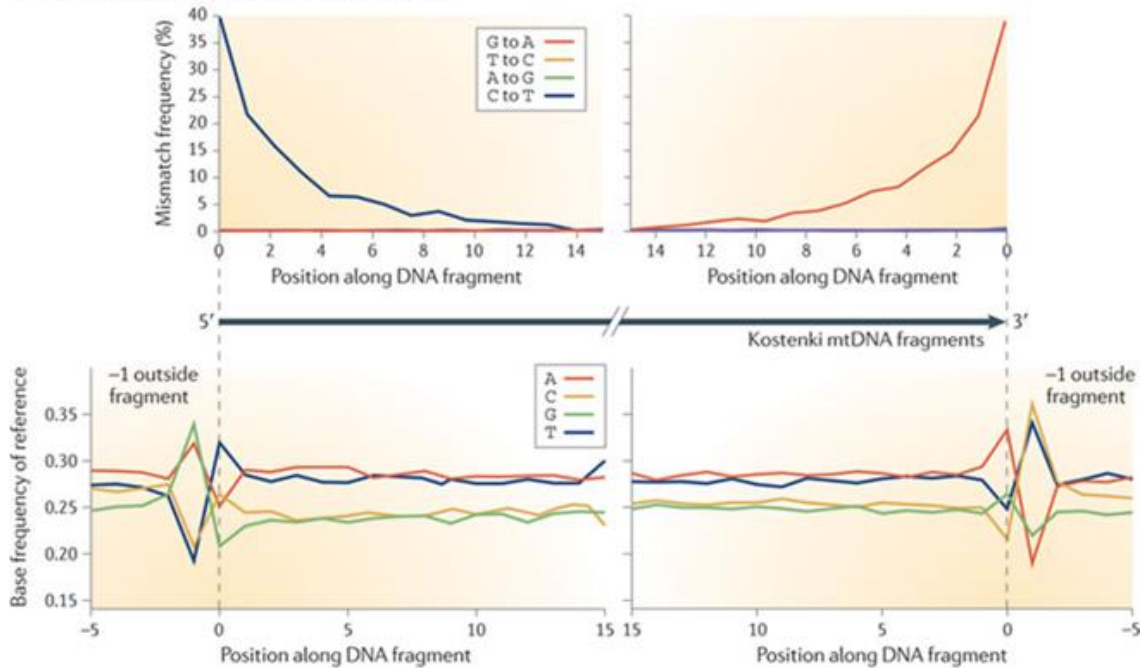 40
35
30
25
20
15
10
5
0
Mismatch frequency (%)
G to A
T to C
A to G
C to T
0 2 4 6 8 10 12 14
14 12 10 8 6 4 2 0
Position along DNA fragment
Position along DNA fragment
5′
3′
Kostenki mtDNA fragments
–1 outside
fragment
A
C
G
T
–1 outside
fragment
0.35
0.30
0.25
0.20
0.15
Base frequency of reference
–5 0 5 10 15
15 10 5 0 –5
Position along DNA fragment
Position along DNA fragment